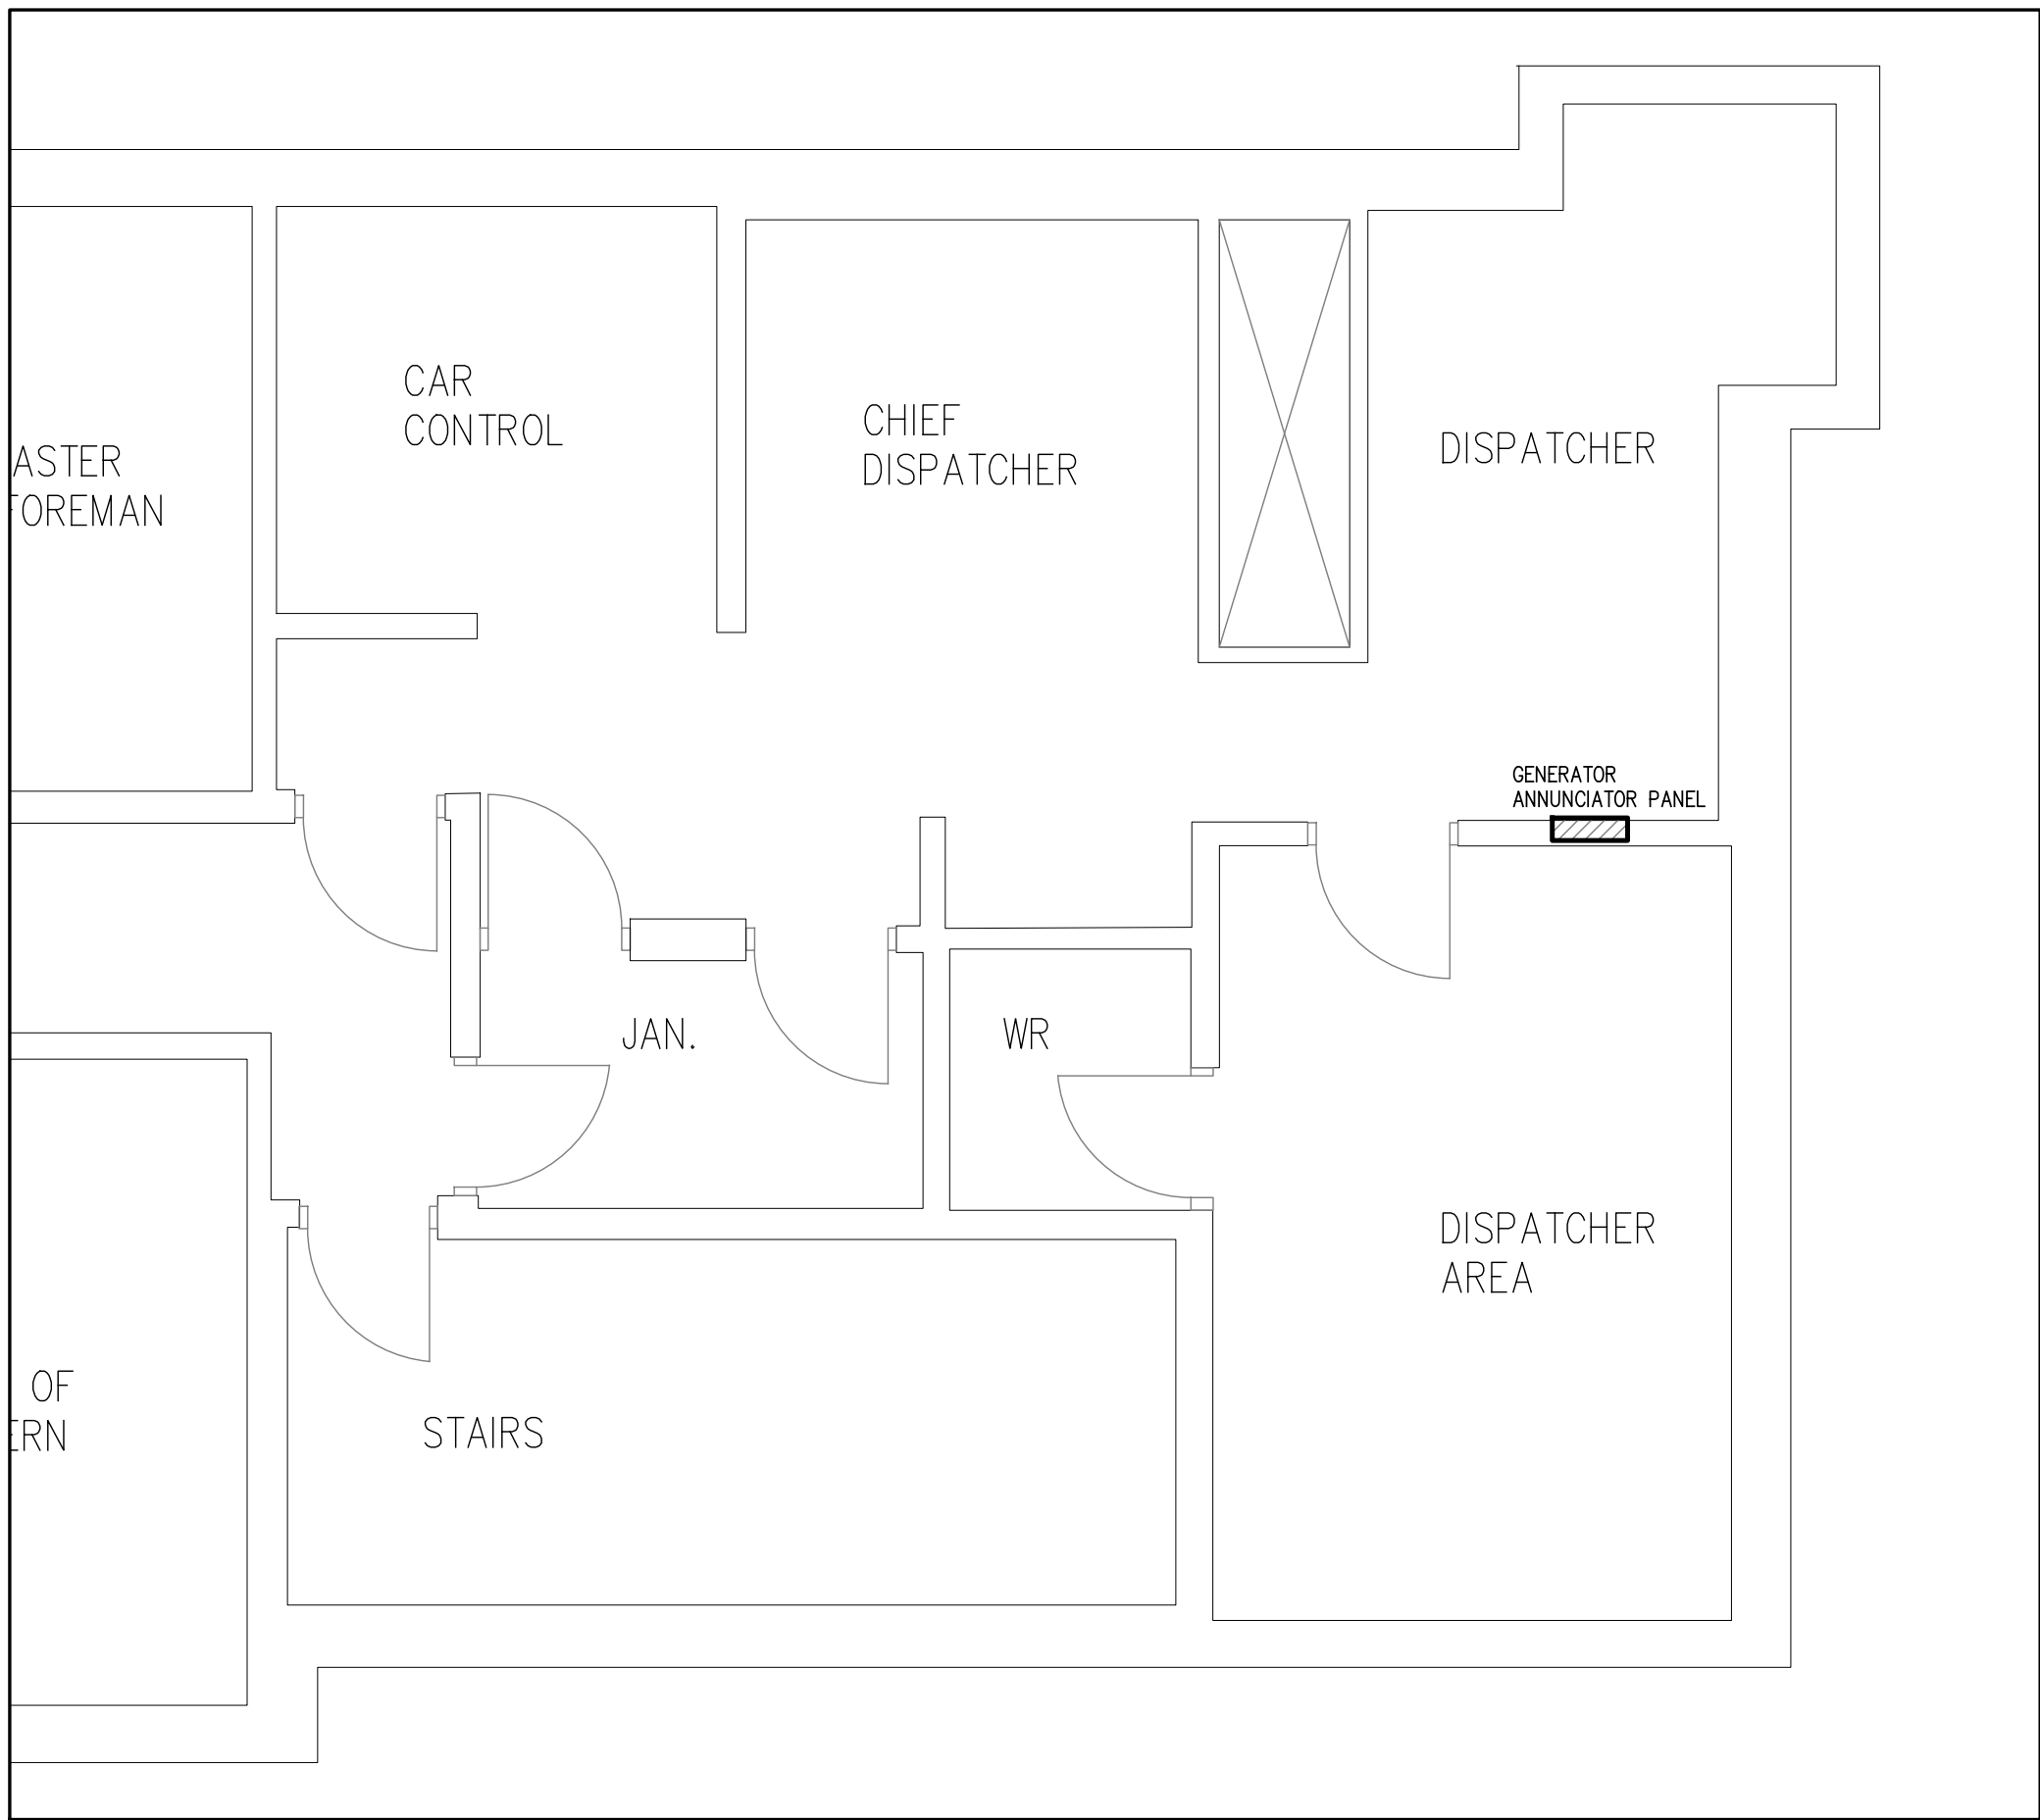 CAR
CONTROL
CHIEF
DISPATCHER
DISPATCHER
ASTER
FOREMAN
GENERATOR
ANNUNCIATOR PANEL
JAN.
WR
DISPATCHER
AREA
OF
ERN
STAIRS